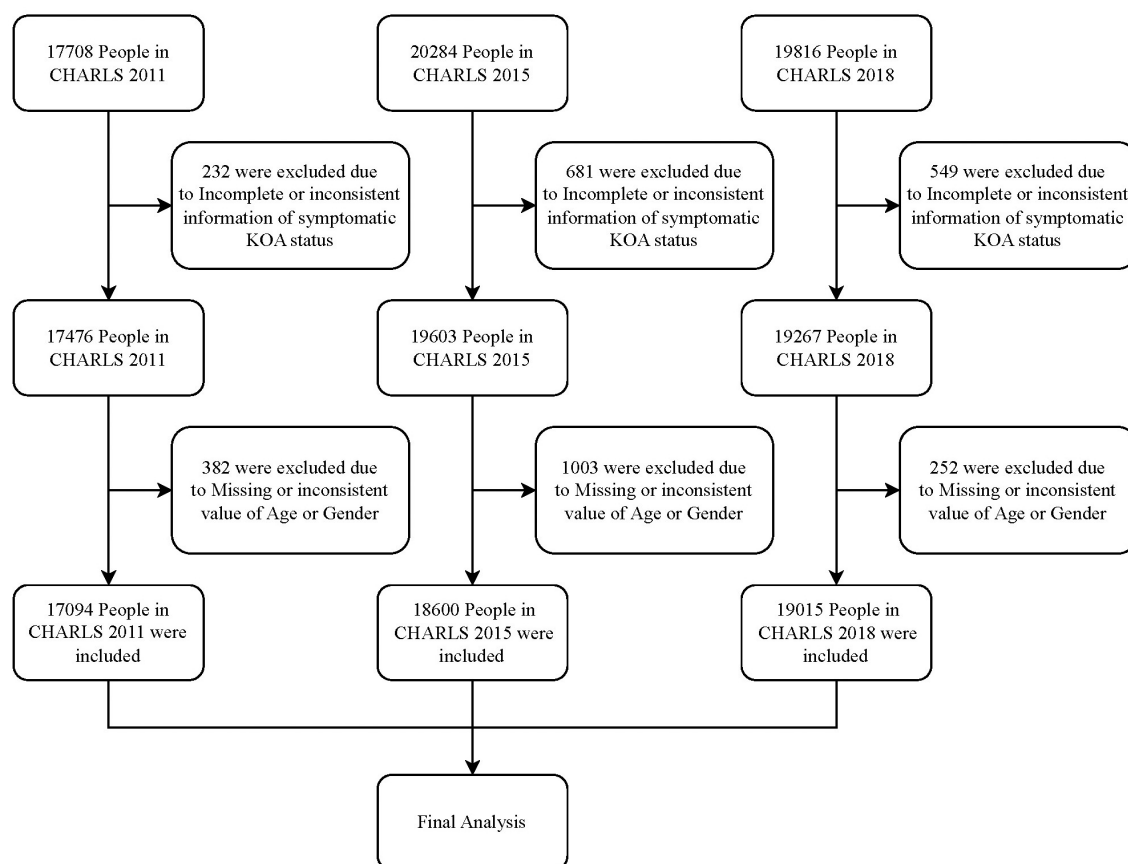 17708 People in
CHARLS 2011
20284 People in
CHARLS 2015
19816 People in
CHARLS 2018
232 were excluded due
to Incomplete or inconsistent
information of symptomatic
KOA status
681 were excluded due
to Incomplete or inconsistent
information of symptomatic
KOA status
549 were excluded due
to Incomplete or inconsistent
information of symptomatic
KOA status
17476 People in
CHARLS 2011
19603 People in
CHARLS 2015
19267 People in
CHARLS 2018
382 were excluded due
to Missing or inconsistent
value of Age or Gender
1003 were excluded due
to Missing or inconsistent
value of Age or Gender
252 were excluded due
to Missing or inconsistent
value of Age or Gender
17094 People in
CHARLS 2011 were
included
18600 People in
CHARLS 2015 were
included
19015 People in
CHARLS 2018 were
included
Final Analysis